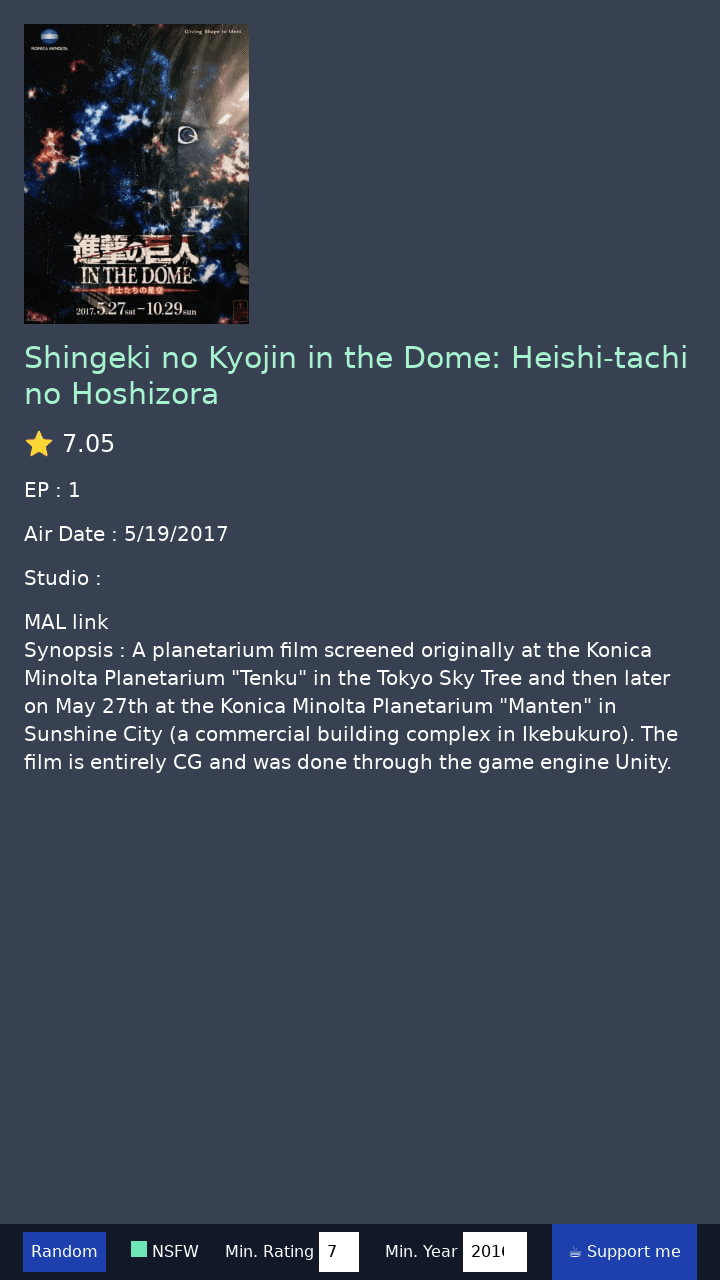 Giving Shape to Ideas
KONICA MINOLTA
進撃の巨人
IN THE DOME
兵士たちの星空
2017.5.27sat－10.29sun
Shingeki no Kyojin in the Dome: Heishi-tachi
no Hoshizora
⭐ 7.05
EP : 1
Air Date : 5/19/2017
Studio :
MAL link
Synopsis : A planetarium film screened originally at the Konica
Minolta Planetarium "Tenku" in the Tokyo Sky Tree and then later
on May 27th at the Konica Minolta Planetarium "Manten" in
Sunshine City (a commercial building complex in Ikebukuro). The
film is entirely CG and was done through the game engine Unity.
Random NSFW Min. Rating 7 Min. Year 2016 ☕ Support me